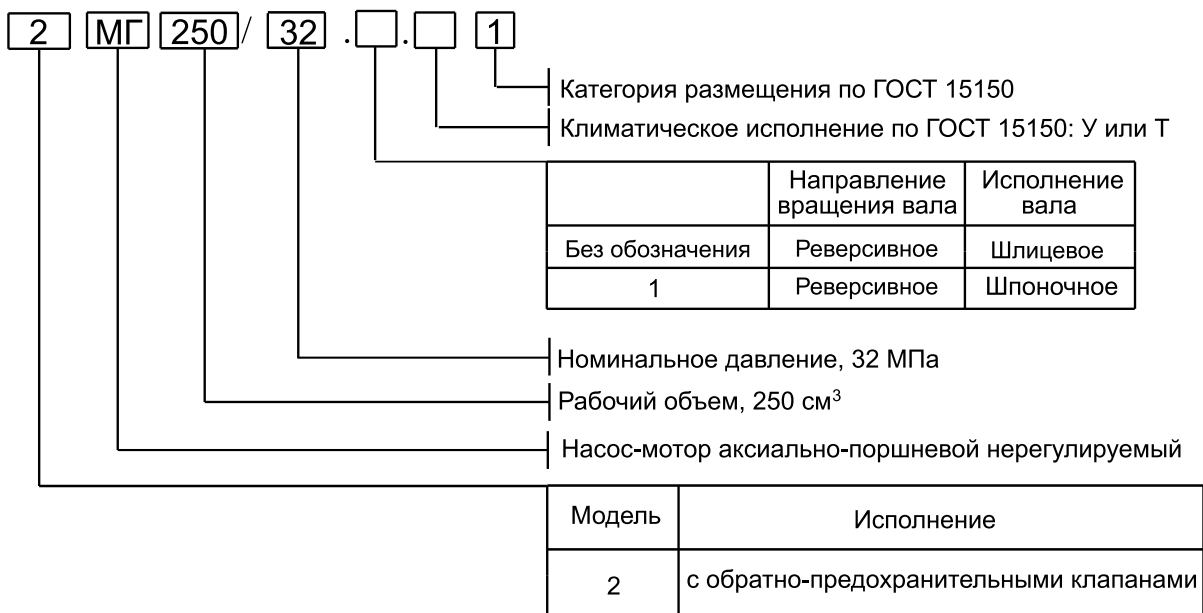 2 МГ 250 / 32 . . 1
Категория размещения по ГОСТ 15150
Климатическое исполнение по ГОСТ 15150: У или Т
Направление вращения вала
Исполнение вала
Без обозначения Реверсивное Шлицевое
1 Реверсивное Шпоночное
Номинальное давление, 32 МПа
Рабочий объем, 250 см³
Насос-мотор аксиально-поршневой нерегулируемый
Модель Исполнение
2 с обратно-предохранительными клапанами